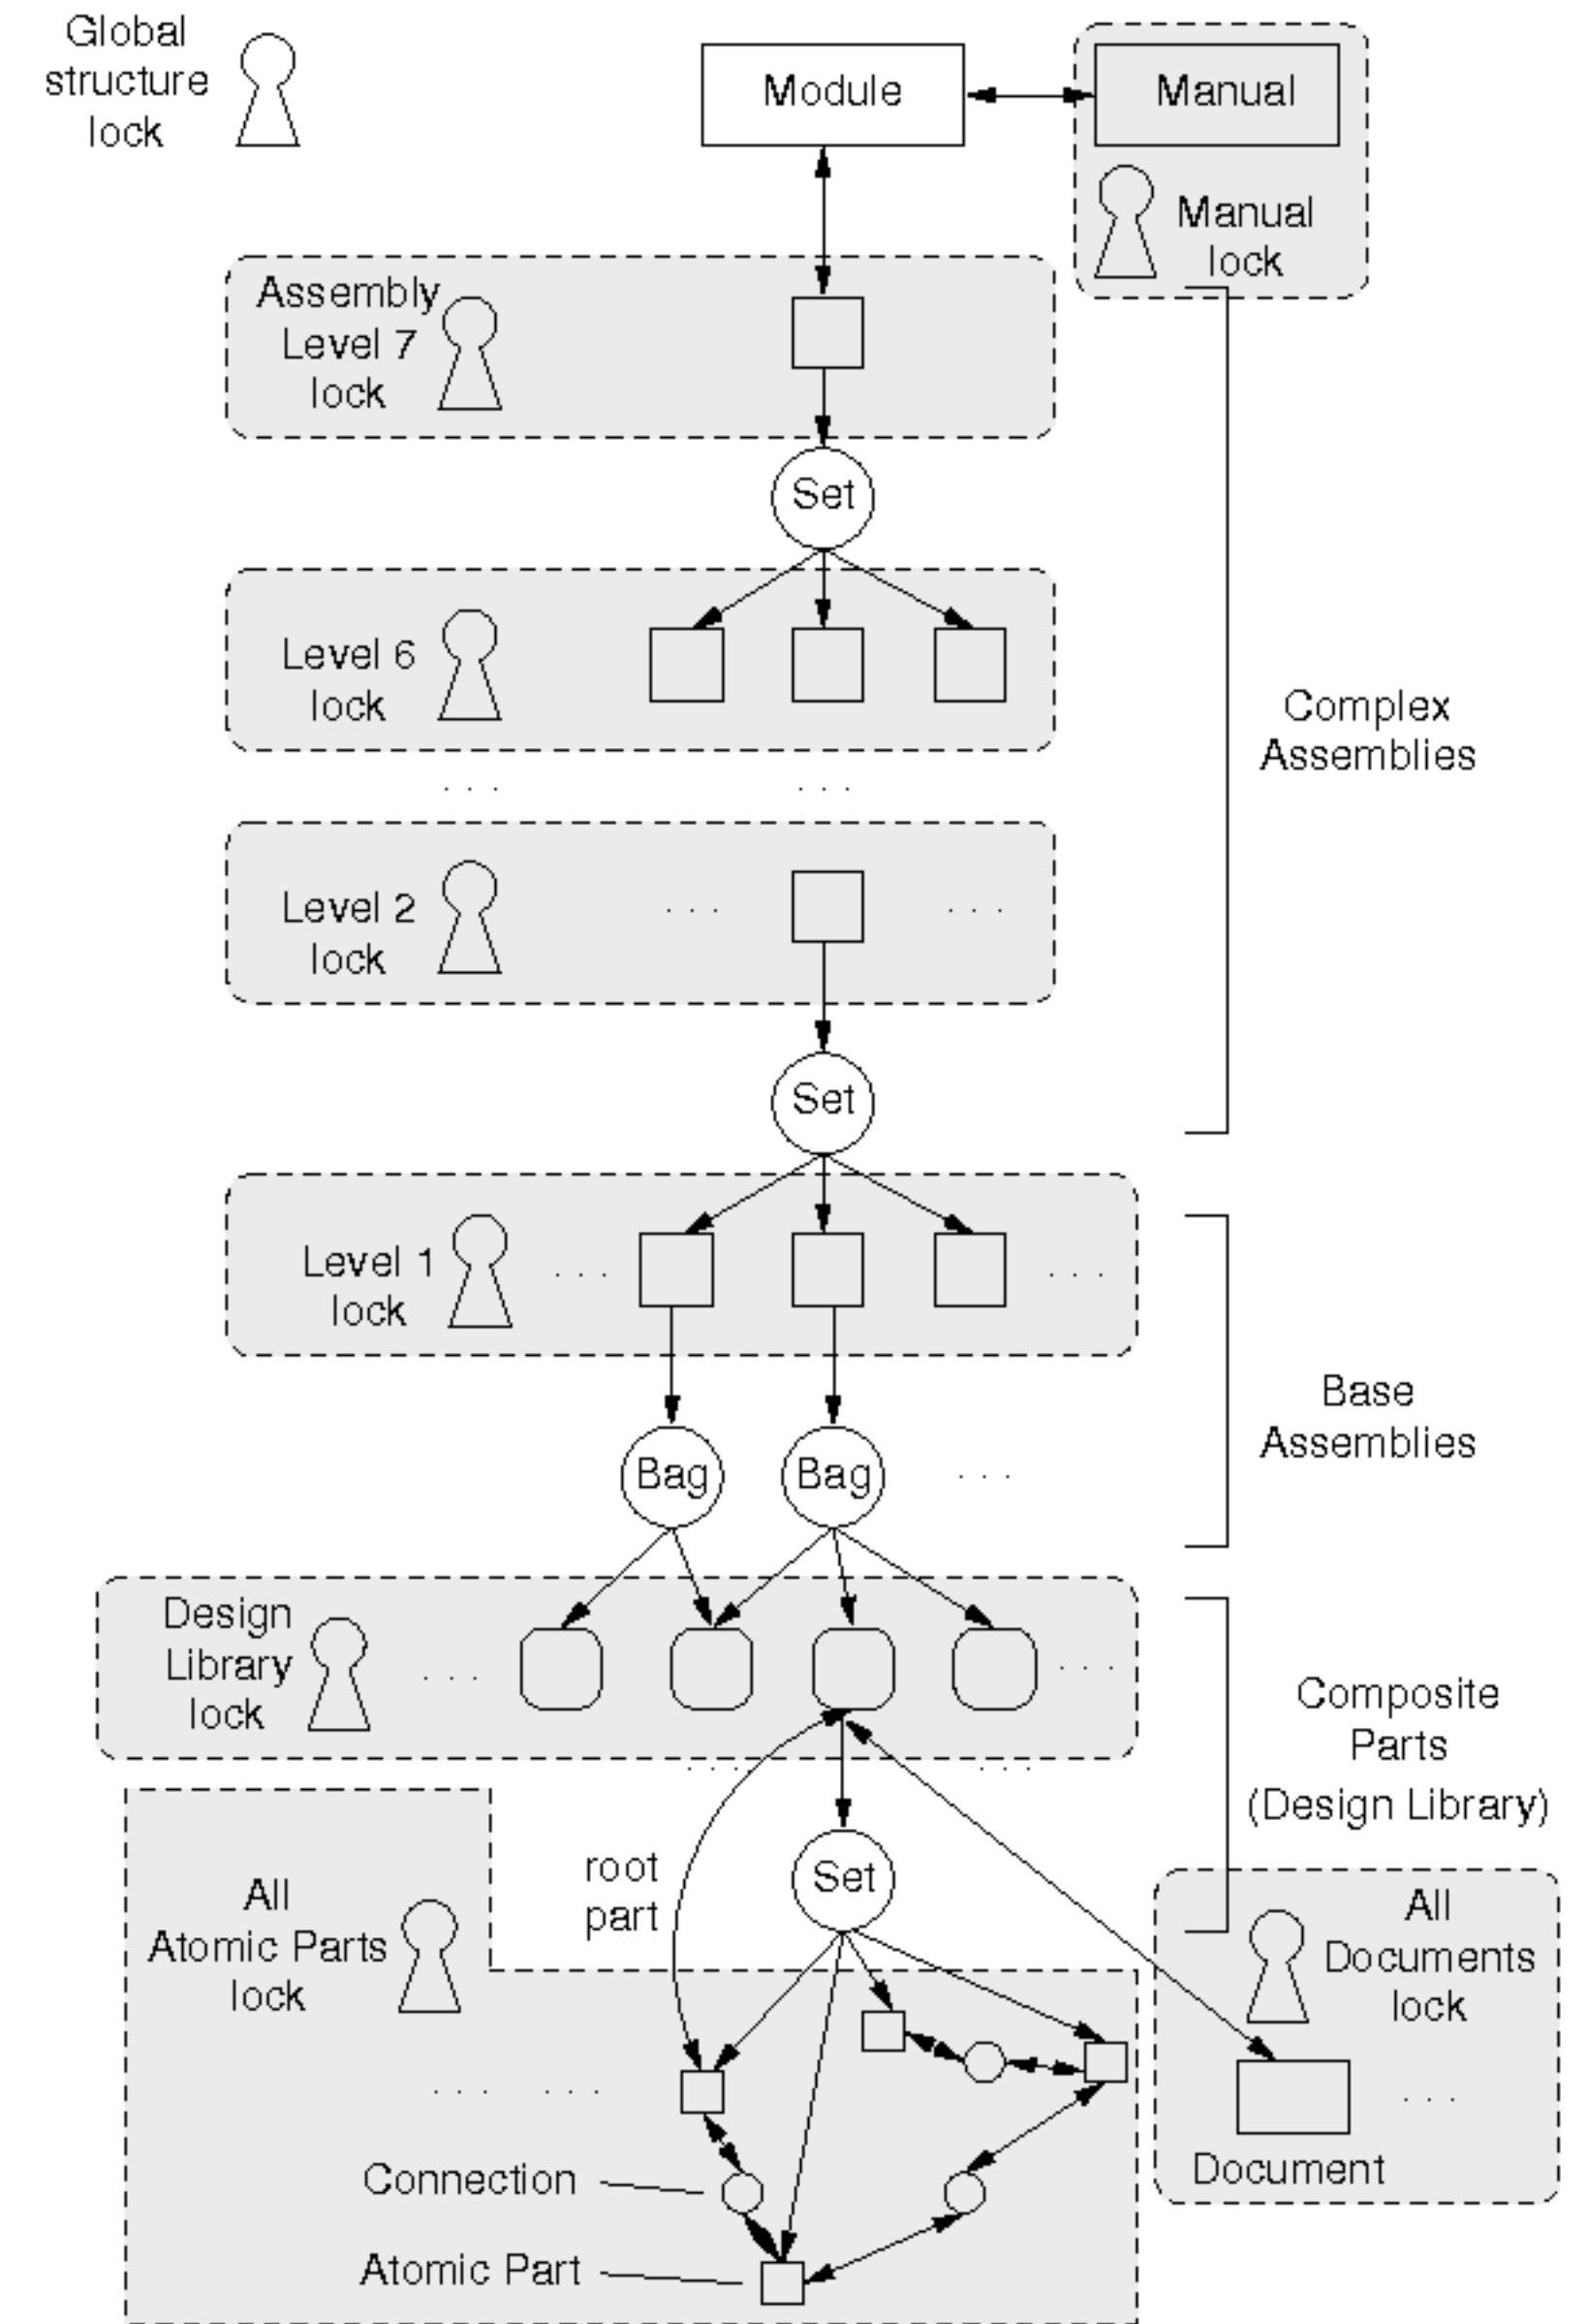 Global
structure
lock
Module
Manual
Manual
lock
Assembly
Level 7
lock
Set
Level 6
lock
Complex
Assemblies
. . .
. . .
Level 2
lock
. . .
. . .
Set
Level 1
lock
. . .
. . .
Base
Assemblies
Bag
Bag
. . .
Design
Library
lock
. . .
. . .
Composite
Parts
(Design Library)
. . .
. . .
root
part
Set
All
Atomic Parts
lock
All
Documents
lock
. . .
. . .
. . .
Document
Connection
Atomic Part